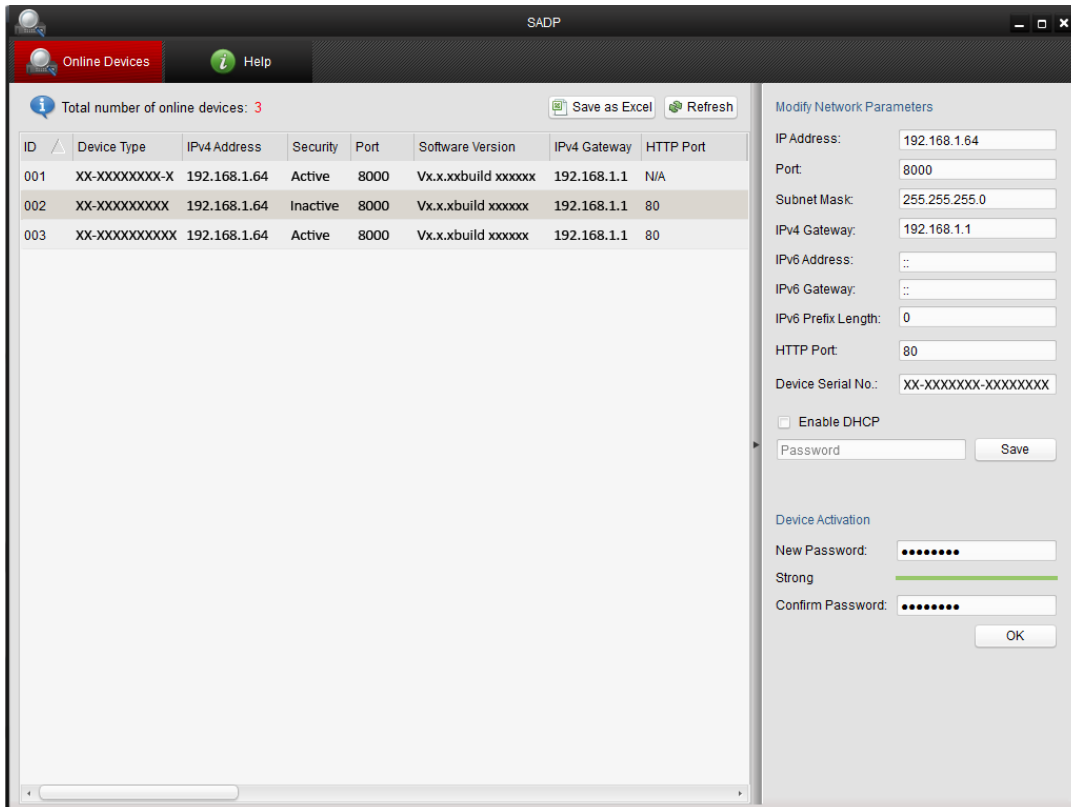 SADP
Online Devices
Help
Total number of online devices: 3
Save as Excel
Refresh
ID Device Type IPv4 Address Security Port Software Version IPv4 Gateway HTTP Port
001 XX-XXXXXXXX-X 192.168.1.64 Active 8000 Vx.x.xxbuild xxxxxx 192.168.1.1 N/A
002 XX-XXXXXXXXX 192.168.1.64 Inactive 8000 Vx.x.xbuild xxxxxx 192.168.1.1 80
003 XX-XXXXXXXXXX 192.168.1.64 Active 8000 Vx.x.xbuild xxxxxx 192.168.1.1 80
Modify Network Parameters
IP Address: 192.168.1.64
Port: 8000
Subnet Mask: 255.255.255.0
IPv4 Gateway: 192.168.1.1
IPv6 Address: ::
IPv6 Gateway: ::
IPv6 Prefix Length: 0
HTTP Port: 80
Device Serial No.: XX-XXXXXXX-XXXXXXXX
Enable DHCP
Password
Save
Device Activation
New Password: ••••••••
Strong
Confirm Password: ••••••••
OK